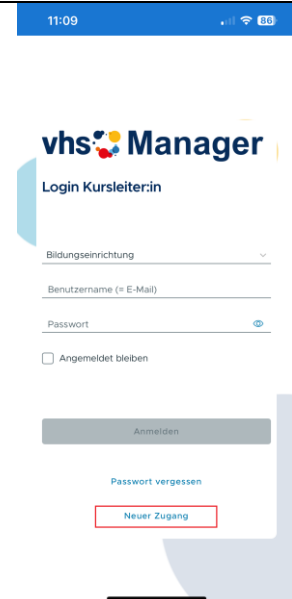 11:09
86
vhs Manager
Login Kursleiter:in
Bildungseinrichtung
Benutzername (= E-Mail)
Passwort
Angemeldet bleiben
Anmelden
Passwort vergessen
Neuer Zugang